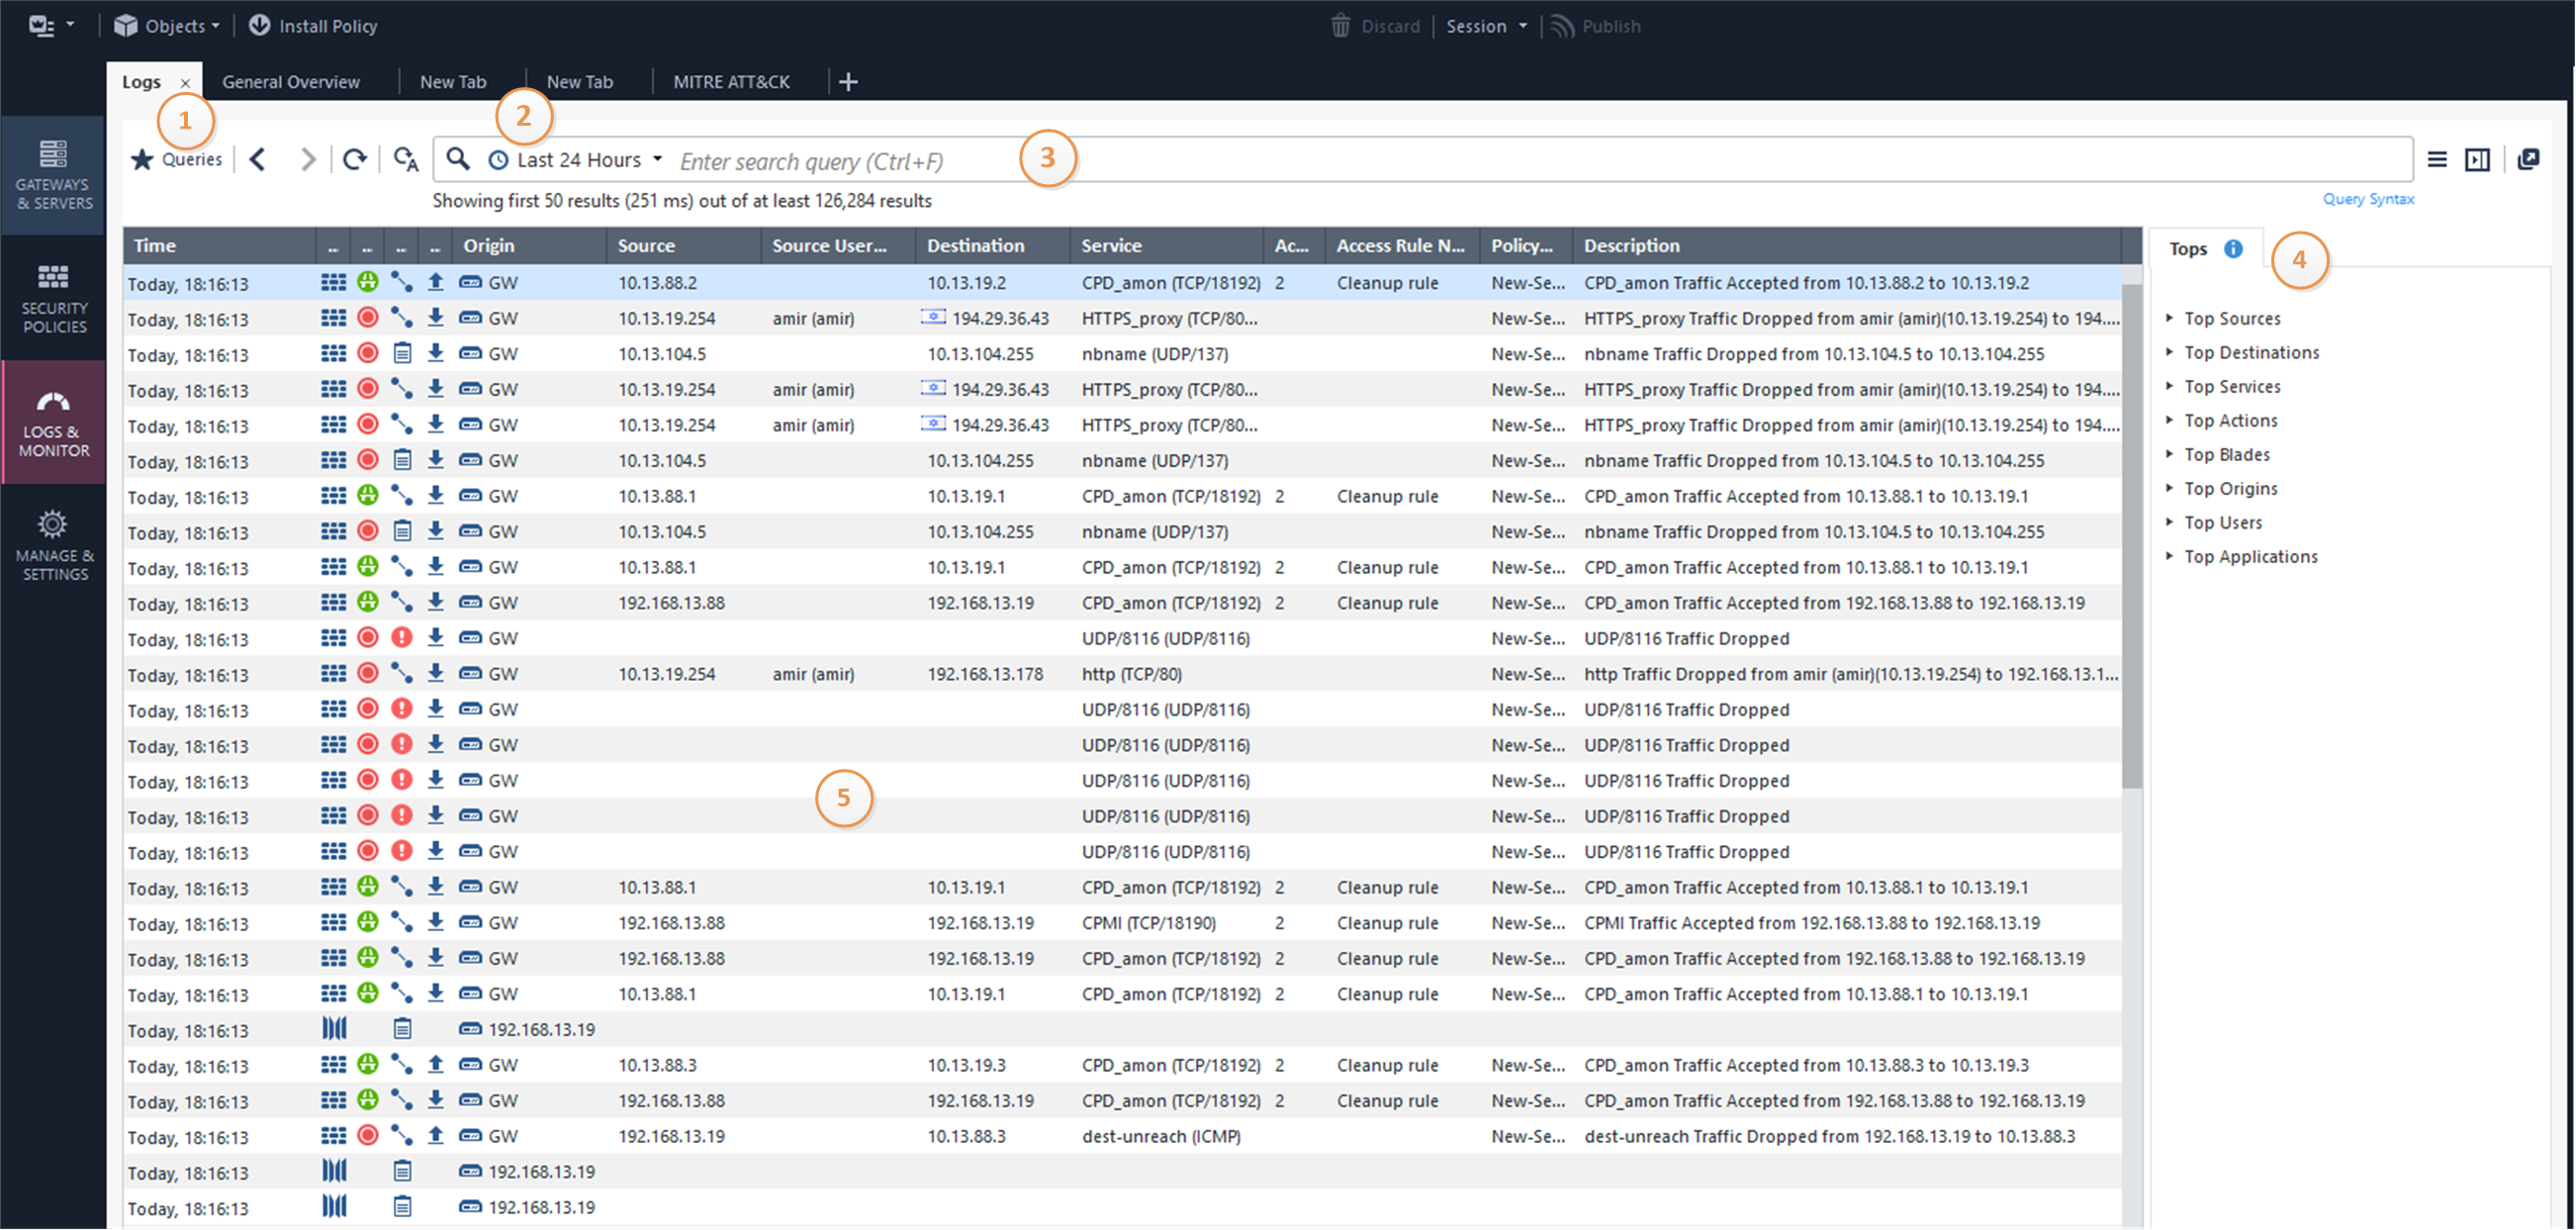 Objects Install Policy Discard Session Publish
Logs × General Overview New Tab New Tab MITRE ATT&CK +
1 2 3
Queries Last 24 Hours Enter search query (Ctrl+F)
Showing first 50 results (251 ms) out of at least 126,284 results Query Syntax
GATEWAYS & SERVERS
SECURITY POLICIES
LOGS & MONITOR
MANAGE & SETTINGS
Time ... ... ... ... Origin Source Source User... Destination Service Ac... Access Rule N... Policy... Description
Today, 18:16:13 GW 10.13.88.2 10.13.19.2 CPD_amon (TCP/18192) 2 Cleanup rule New-Se... CPD_amon Traffic Accepted from 10.13.88.2 to 10.13.19.2
Today, 18:16:13 GW 10.13.19.254 amir (amir) 194.29.36.43 HTTPS_proxy (TCP/80... New-Se... HTTPS_proxy Traffic Dropped from amir (amir)(10.13.19.254) to 194....
Today, 18:16:13 GW 10.13.104.5 10.13.104.255 nbname (UDP/137) New-Se... nbname Traffic Dropped from 10.13.104.5 to 10.13.104.255
Today, 18:16:13 GW 10.13.19.254 amir (amir) 194.29.36.43 HTTPS_proxy (TCP/80... New-Se... HTTPS_proxy Traffic Dropped from amir (amir)(10.13.19.254) to 194....
Today, 18:16:13 GW 10.13.19.254 amir (amir) 194.29.36.43 HTTPS_proxy (TCP/80... New-Se... HTTPS_proxy Traffic Dropped from amir (amir)(10.13.19.254) to 194....
Today, 18:16:13 GW 10.13.104.5 10.13.104.255 nbname (UDP/137) New-Se... nbname Traffic Dropped from 10.13.104.5 to 10.13.104.255
Today, 18:16:13 GW 10.13.88.1 10.13.19.1 CPD_amon (TCP/18192) 2 Cleanup rule New-Se... CPD_amon Traffic Accepted from 10.13.88.1 to 10.13.19.1
Today, 18:16:13 GW 10.13.104.5 10.13.104.255 nbname (UDP/137) New-Se... nbname Traffic Dropped from 10.13.104.5 to 10.13.104.255
Today, 18:16:13 GW 10.13.88.1 10.13.19.1 CPD_amon (TCP/18192) 2 Cleanup rule New-Se... CPD_amon Traffic Accepted from 10.13.88.1 to 10.13.19.1
Today, 18:16:13 GW 192.168.13.88 192.168.13.19 CPD_amon (TCP/18192) 2 Cleanup rule New-Se... CPD_amon Traffic Accepted from 192.168.13.88 to 192.168.13.19
Today, 18:16:13 GW UDP/8116 (UDP/8116) New-Se... UDP/8116 Traffic Dropped
Today, 18:16:13 GW 10.13.19.254 amir (amir) 192.168.13.178 http (TCP/80) New-Se... http Traffic Dropped from amir (amir)(10.13.19.254) to 192.168.13.1...
Today, 18:16:13 GW UDP/8116 (UDP/8116) New-Se... UDP/8116 Traffic Dropped
Today, 18:16:13 GW UDP/8116 (UDP/8116) New-Se... UDP/8116 Traffic Dropped
Today, 18:16:13 GW UDP/8116 (UDP/8116) New-Se... UDP/8116 Traffic Dropped
5
Today, 18:16:13 GW UDP/8116 (UDP/8116) New-Se... UDP/8116 Traffic Dropped
Today, 18:16:13 GW UDP/8116 (UDP/8116) New-Se... UDP/8116 Traffic Dropped
Today, 18:16:13 GW 10.13.88.1 10.13.19.1 CPD_amon (TCP/18192) 2 Cleanup rule New-Se... CPD_amon Traffic Accepted from 10.13.88.1 to 10.13.19.1
Today, 18:16:13 GW 192.168.13.88 192.168.13.19 CPMI (TCP/18190) 2 Cleanup rule New-Se... CPMI Traffic Accepted from 192.168.13.88 to 192.168.13.19
Today, 18:16:13 GW 192.168.13.88 192.168.13.19 CPD_amon (TCP/18192) 2 Cleanup rule New-Se... CPD_amon Traffic Accepted from 192.168.13.88 to 192.168.13.19
Today, 18:16:13 GW 10.13.88.1 10.13.19.1 CPD_amon (TCP/18192) 2 Cleanup rule New-Se... CPD_amon Traffic Accepted from 10.13.88.1 to 10.13.19.1
Today, 18:16:13 192.168.13.19
Today, 18:16:13 GW 10.13.88.3 10.13.19.3 CPD_amon (TCP/18192) 2 Cleanup rule New-Se... CPD_amon Traffic Accepted from 10.13.88.3 to 10.13.19.3
Today, 18:16:13 GW 192.168.13.88 192.168.13.19 CPD_amon (TCP/18192) 2 Cleanup rule New-Se... CPD_amon Traffic Accepted from 192.168.13.88 to 192.168.13.19
Today, 18:16:13 GW 192.168.13.19 10.13.88.3 dest-unreach (ICMP) New-Se... dest-unreach Traffic Dropped from 192.168.13.19 to 10.13.88.3
Today, 18:16:13 192.168.13.19
Today, 18:16:13 192.168.13.19
Tops 4
Top Sources
Top Destinations
Top Services
Top Actions
Top Blades
Top Origins
Top Users
Top Applications